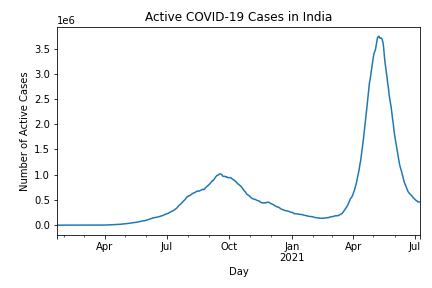 Active COVID-19 Cases in India
1e6
3.5
3.0
2.5
2.0
1.5
1.0
0.5
0.0
Number of Active Cases
Apr Jul Oct Jan Apr Jul
2021
Day